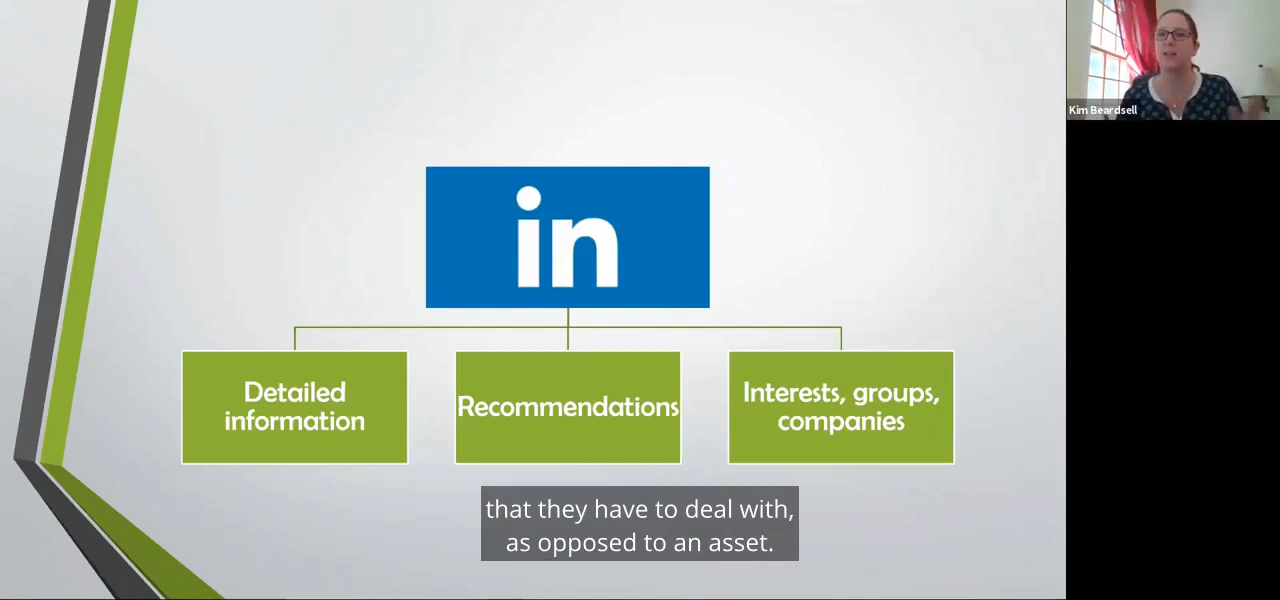 Kim Beardsell
in
Detailed
information
Recommendations
Interests, groups,
companies
that they have to deal with,
as opposed to an asset.